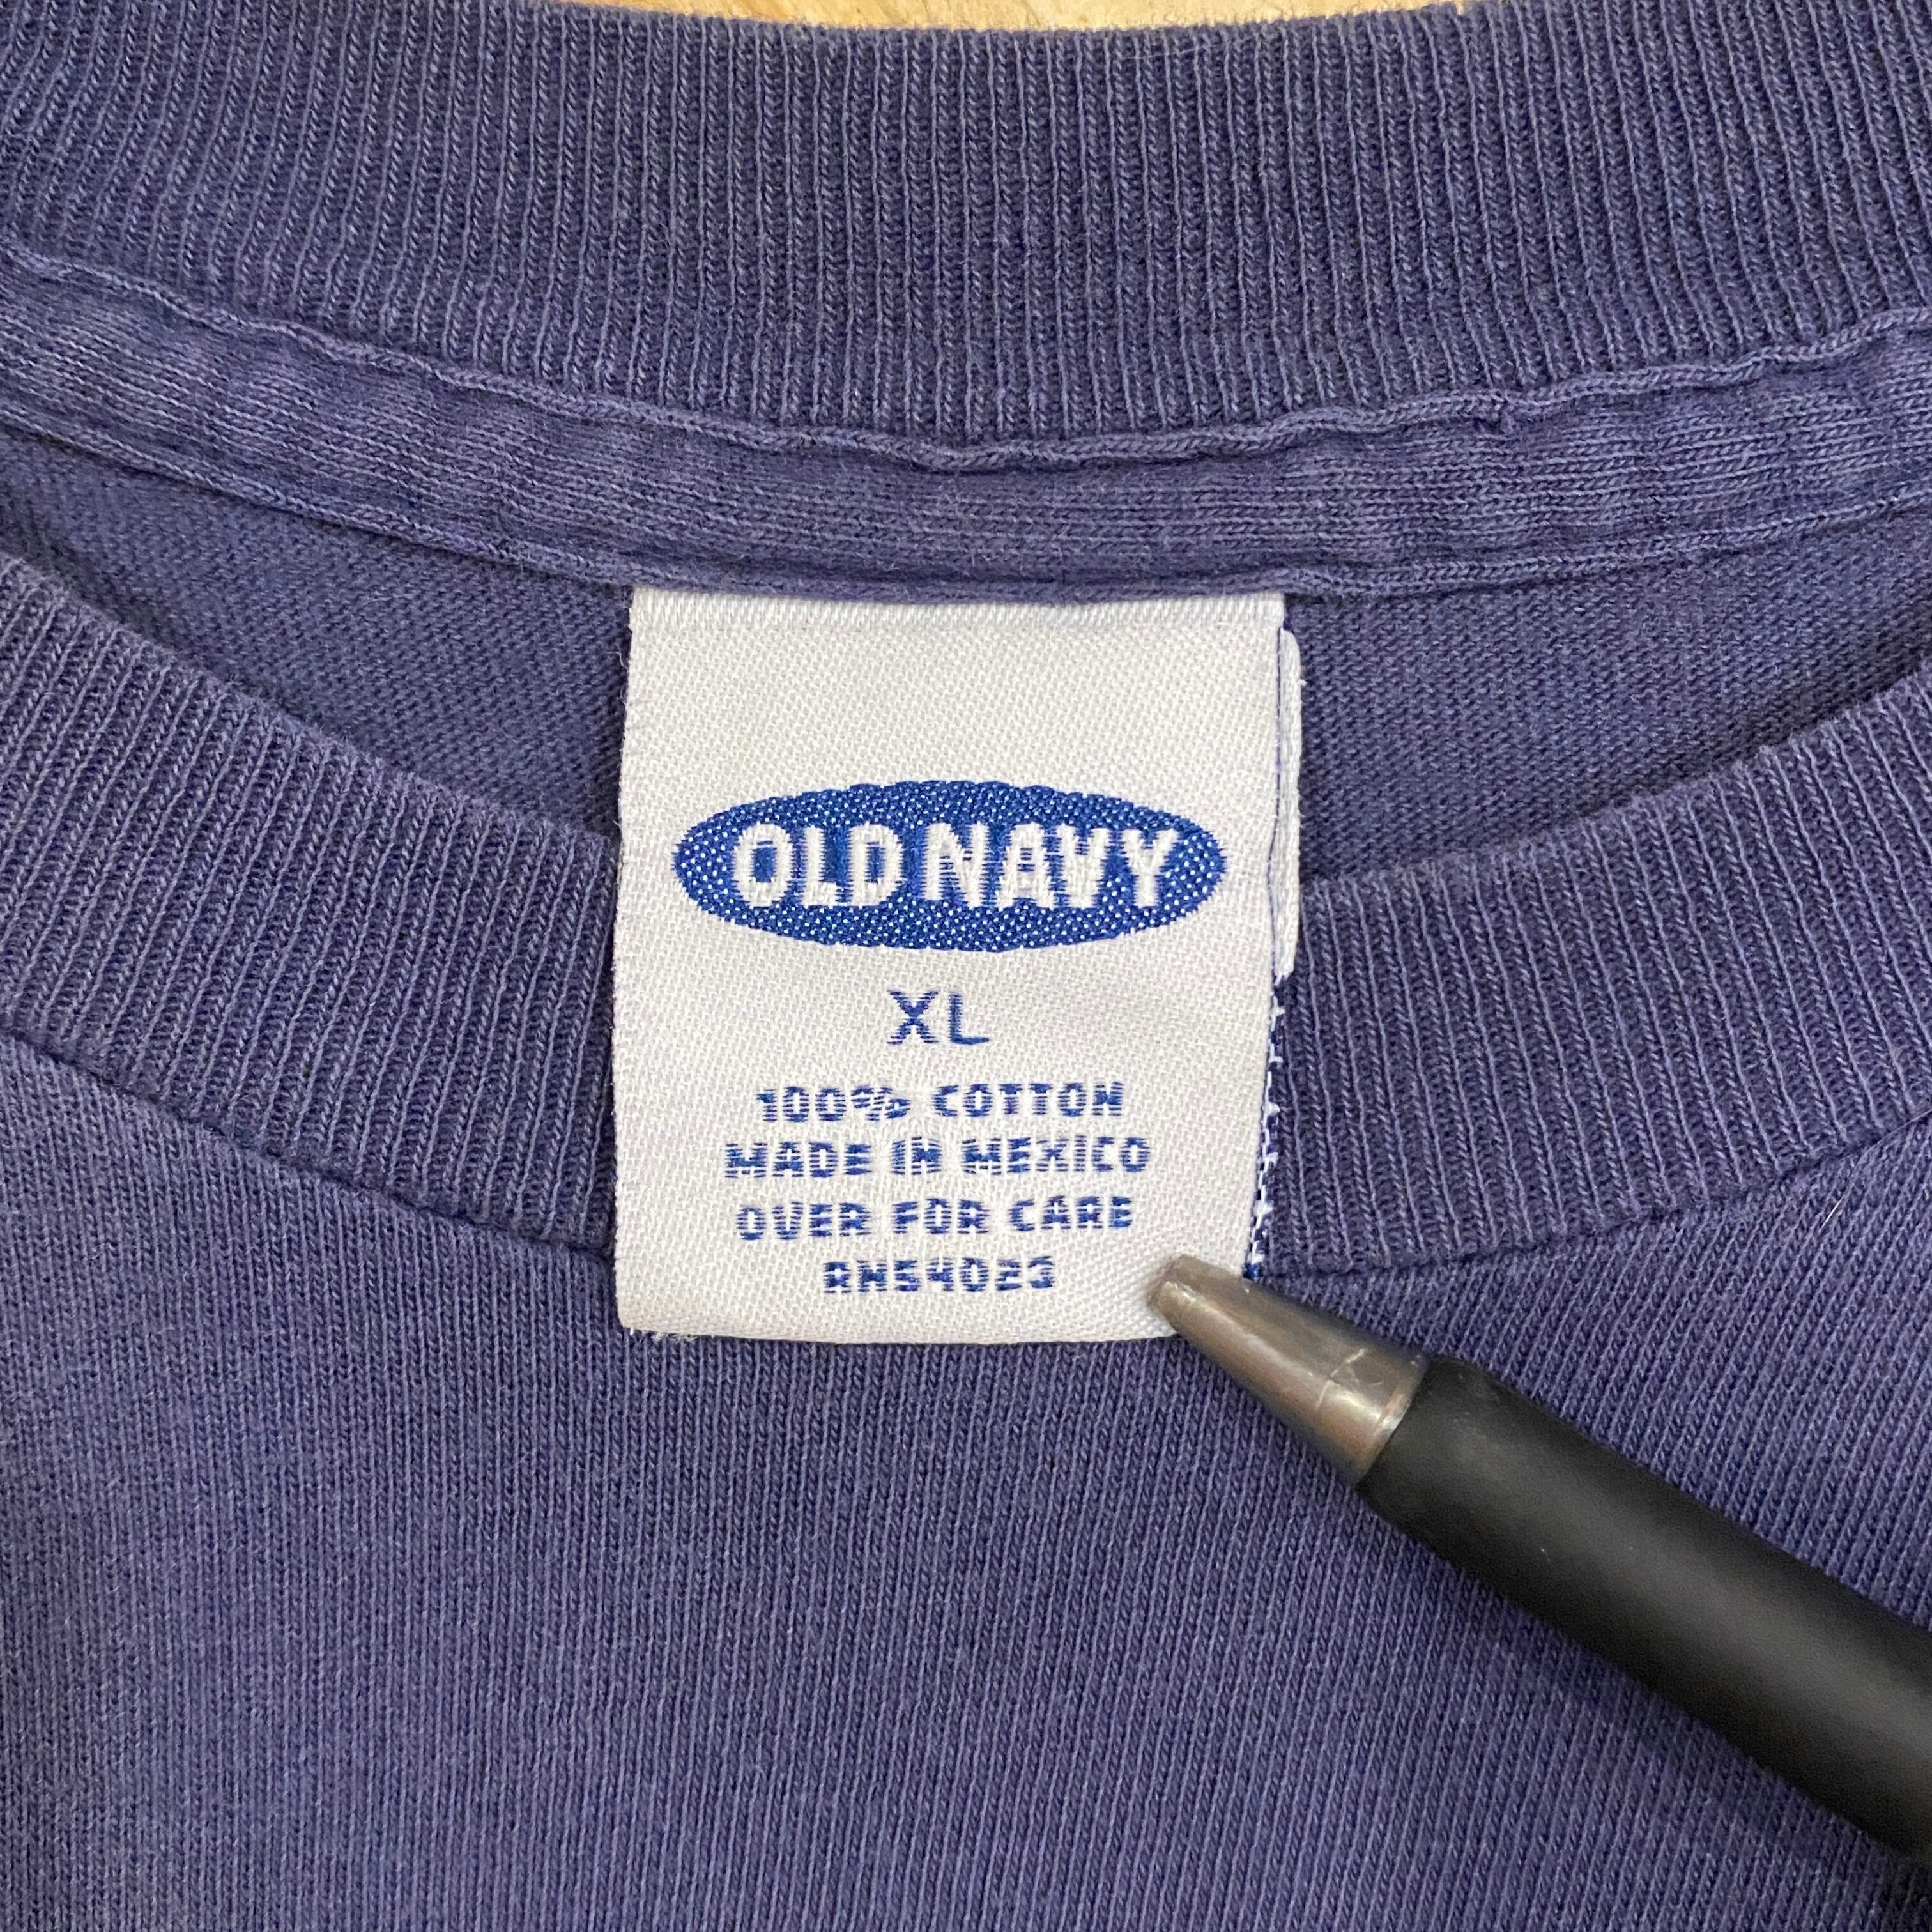 OLD NAVY
XL
100% COTTON
MADE IN MEXICO
OVER FOR CARE
RN54023